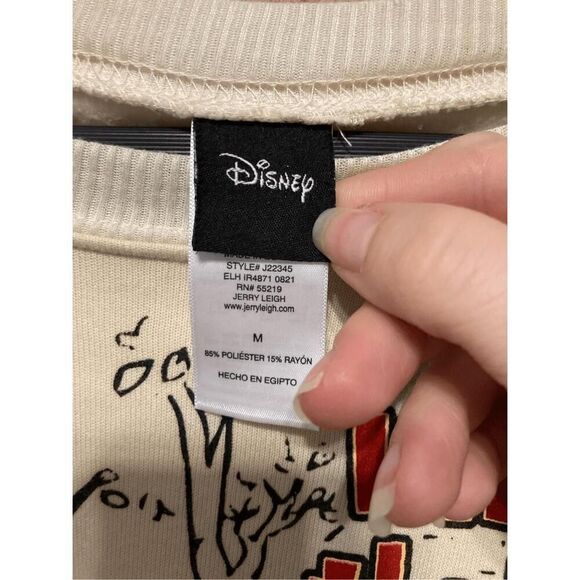 Disney
STYLE# J22345
ELH IR4871 0821
RN# 55219
JERRY LEIGH
www.jerryleigh.com
M
85% POLIÉSTER 15% RAYÓN
HECHO EN EGIPTO